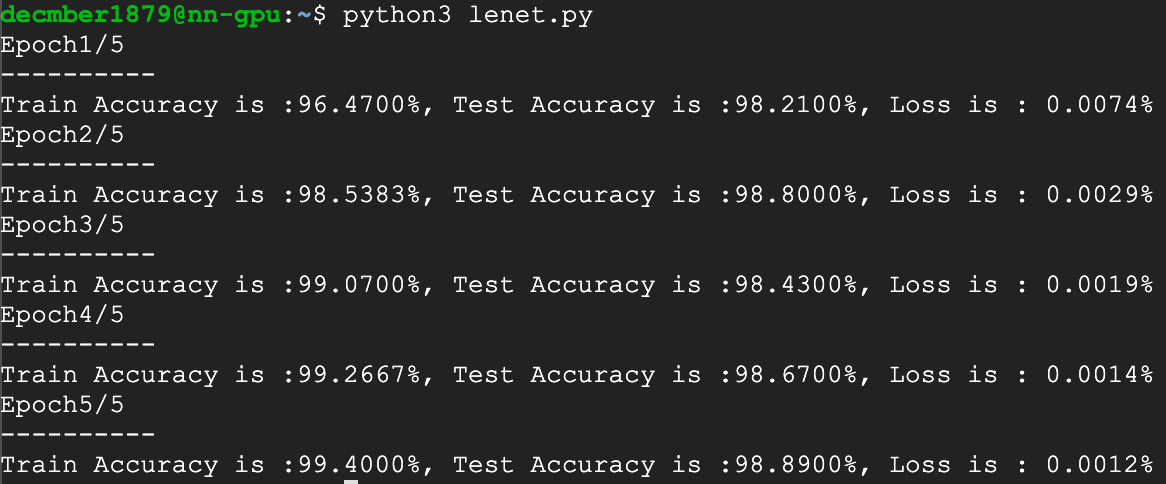 decmber1879@nn-gpu:~$ python3 lenet.py
Epoch1/5
----------
Train Accuracy is :96.4700%, Test Accuracy is :98.2100%, Loss is : 0.0074%
Epoch2/5
----------
Train Accuracy is :98.5383%, Test Accuracy is :98.8000%, Loss is : 0.0029%
Epoch3/5
----------
Train Accuracy is :99.0700%, Test Accuracy is :98.4300%, Loss is : 0.0019%
Epoch4/5
----------
Train Accuracy is :99.2667%, Test Accuracy is :98.6700%, Loss is : 0.0014%
Epoch5/5
----------
Train Accuracy is :99.4000%, Test Accuracy is :98.8900%, Loss is : 0.0012%